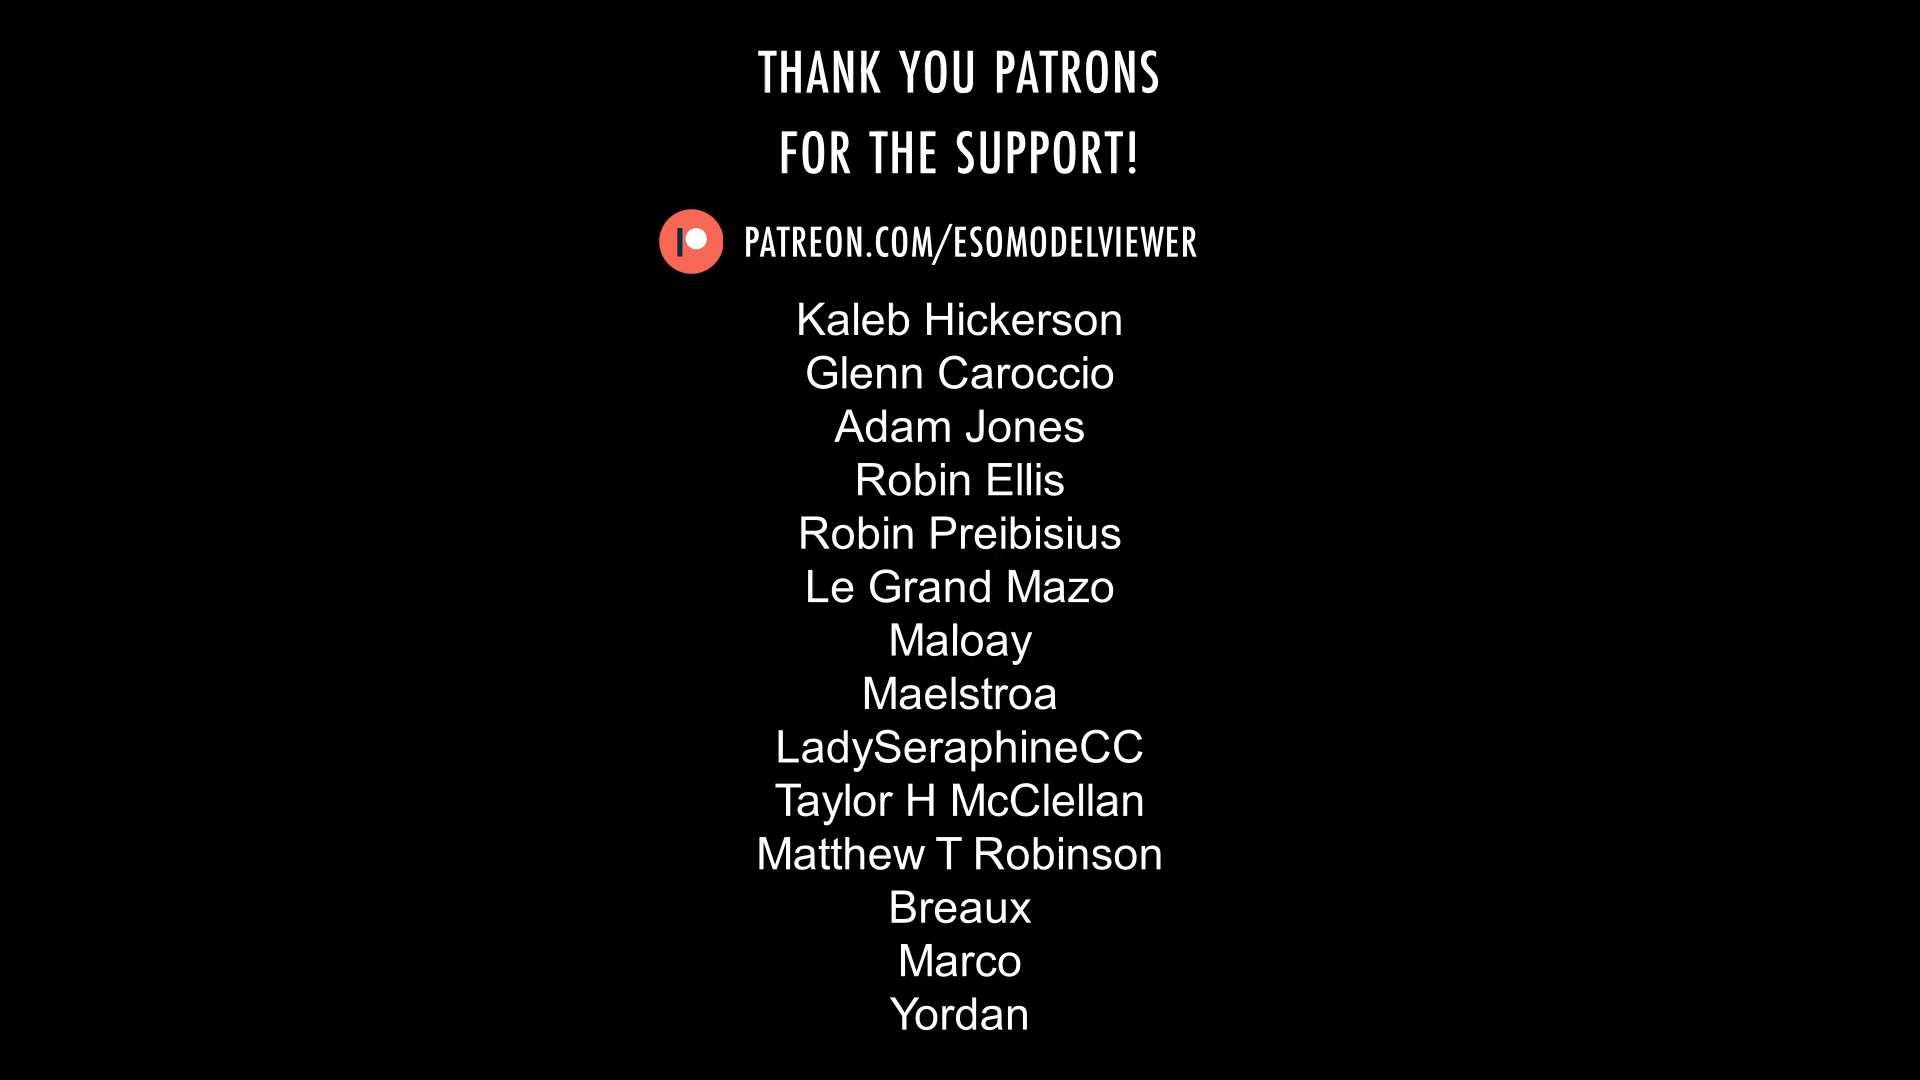 THANK YOU PATRONS
FOR THE SUPPORT!
PATREON.COM/ESOMODELVIEWER
Kaleb Hickerson
Glenn Caroccio
Adam Jones
Robin Ellis
Robin Preibisius
Le Grand Mazo
Maloay
Maelstroa
LadySeraphineCC
Taylor H McClellan
Matthew T Robinson
Breaux
Marco
Yordan